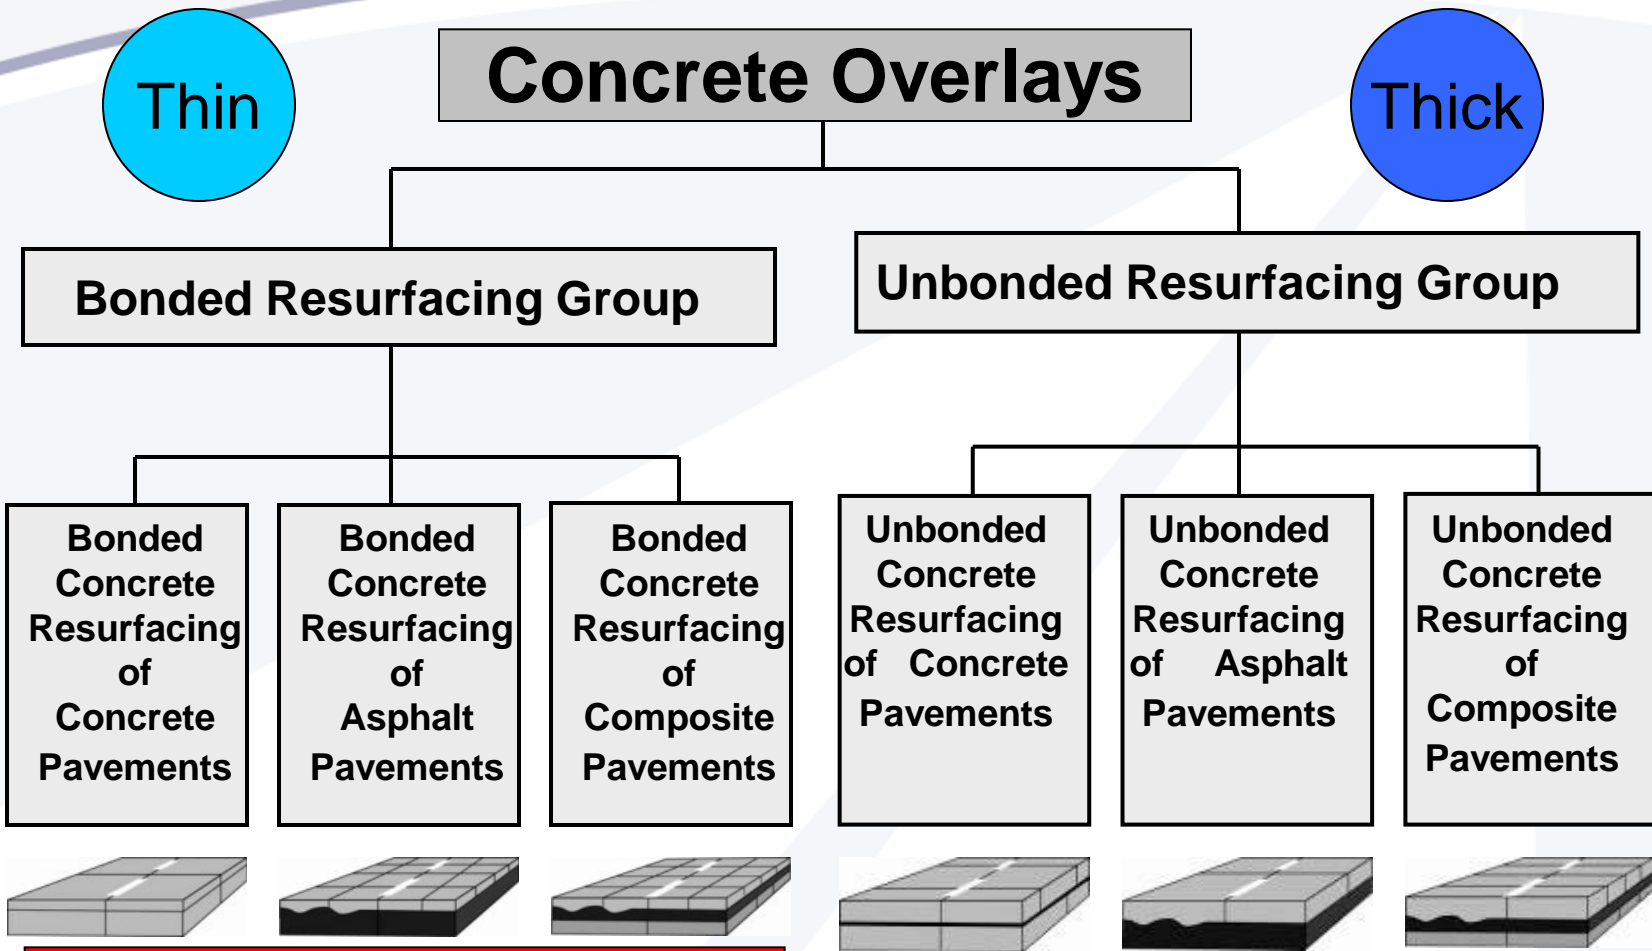 Thin
Concrete Overlays
Thick
Bonded Resurfacing Group
Unbonded Resurfacing Group
Bonded
Concrete
Resurfacing
of
Concrete
Pavements
Bonded
Concrete
Resurfacing
of
Asphalt
Pavements
Bonded
Concrete
Resurfacing
of
Composite
Pavements
Unbonded
Concrete
Resurfacing
of Concrete
Pavements
Unbonded
Concrete
Resurfacing
of Asphalt
Pavements
Unbonded
Concrete
Resurfacing
of
Composite
Pavements